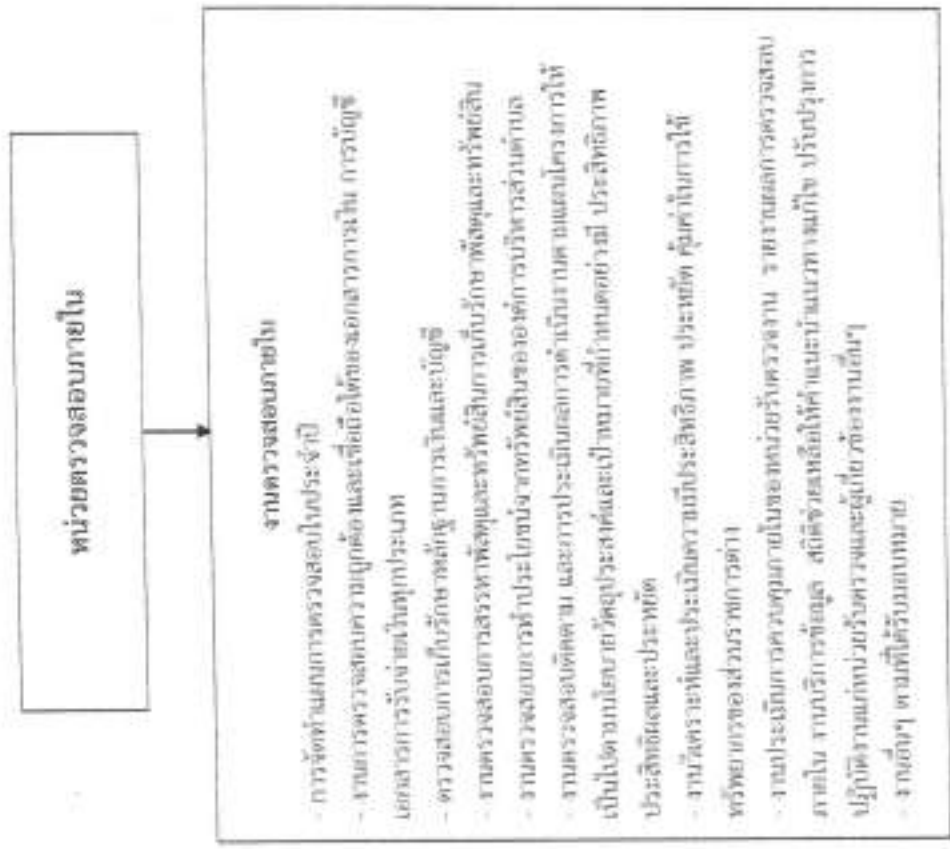 หน่วยตรวจสอบภายใน
งานตรวจสอบภายใน
- การจัดทำแผนการตรวจสอบในประจำปี
- งานการตรวจสอบความถูกต้องและเชื่อถือได้ของเอกสารการเงิน การบัญชี
เอกสารการรับจ่ายเงินทุกประเภท
ตรวจสอบการเก็บรักษาหลักฐานการเงินและบัญชี
- งานตรวจสอบการสรรหาพัสดุและทรัพย์สินการเก็บรักษาพัสดุและทรัพย์สิน
- งานตรวจสอบการทำประโยชน์จากทรัพย์สินขององค์การบริหารส่วนตำบล
- งานตรวจสอบติดตาม และการประเมินผลการดำเนินงานตามแผนโครงการให้
เป็นไปตามนโยบายวัตถุประสงค์และเป้าหมายที่กำหนดอย่างมี ประสิทธิภาพ
ประสิทธิผลและประหยัด
- งานวิเคราะห์และประเมินความมีประสิทธิภาพ ประหยัด คุ้มค่าในการใช้
ทรัพยากรของส่วนราชการต่างๆ
- งานประเมินการควบคุมภายในของหน่วยรับตรวจงาน รายงานผลการตรวจสอบ
ภายใน งานบริการข้อมูล สถิติช่วยเหลือให้คำแนะนำแนวทางแก้ไข ปรับปรุงการ
ปฏิบัติงานแก่หน่วยรับตรวจและผู้เกี่ยวข้องงานอื่นๆ
- งานอื่นๆ ตามที่ได้รับมอบหมาย